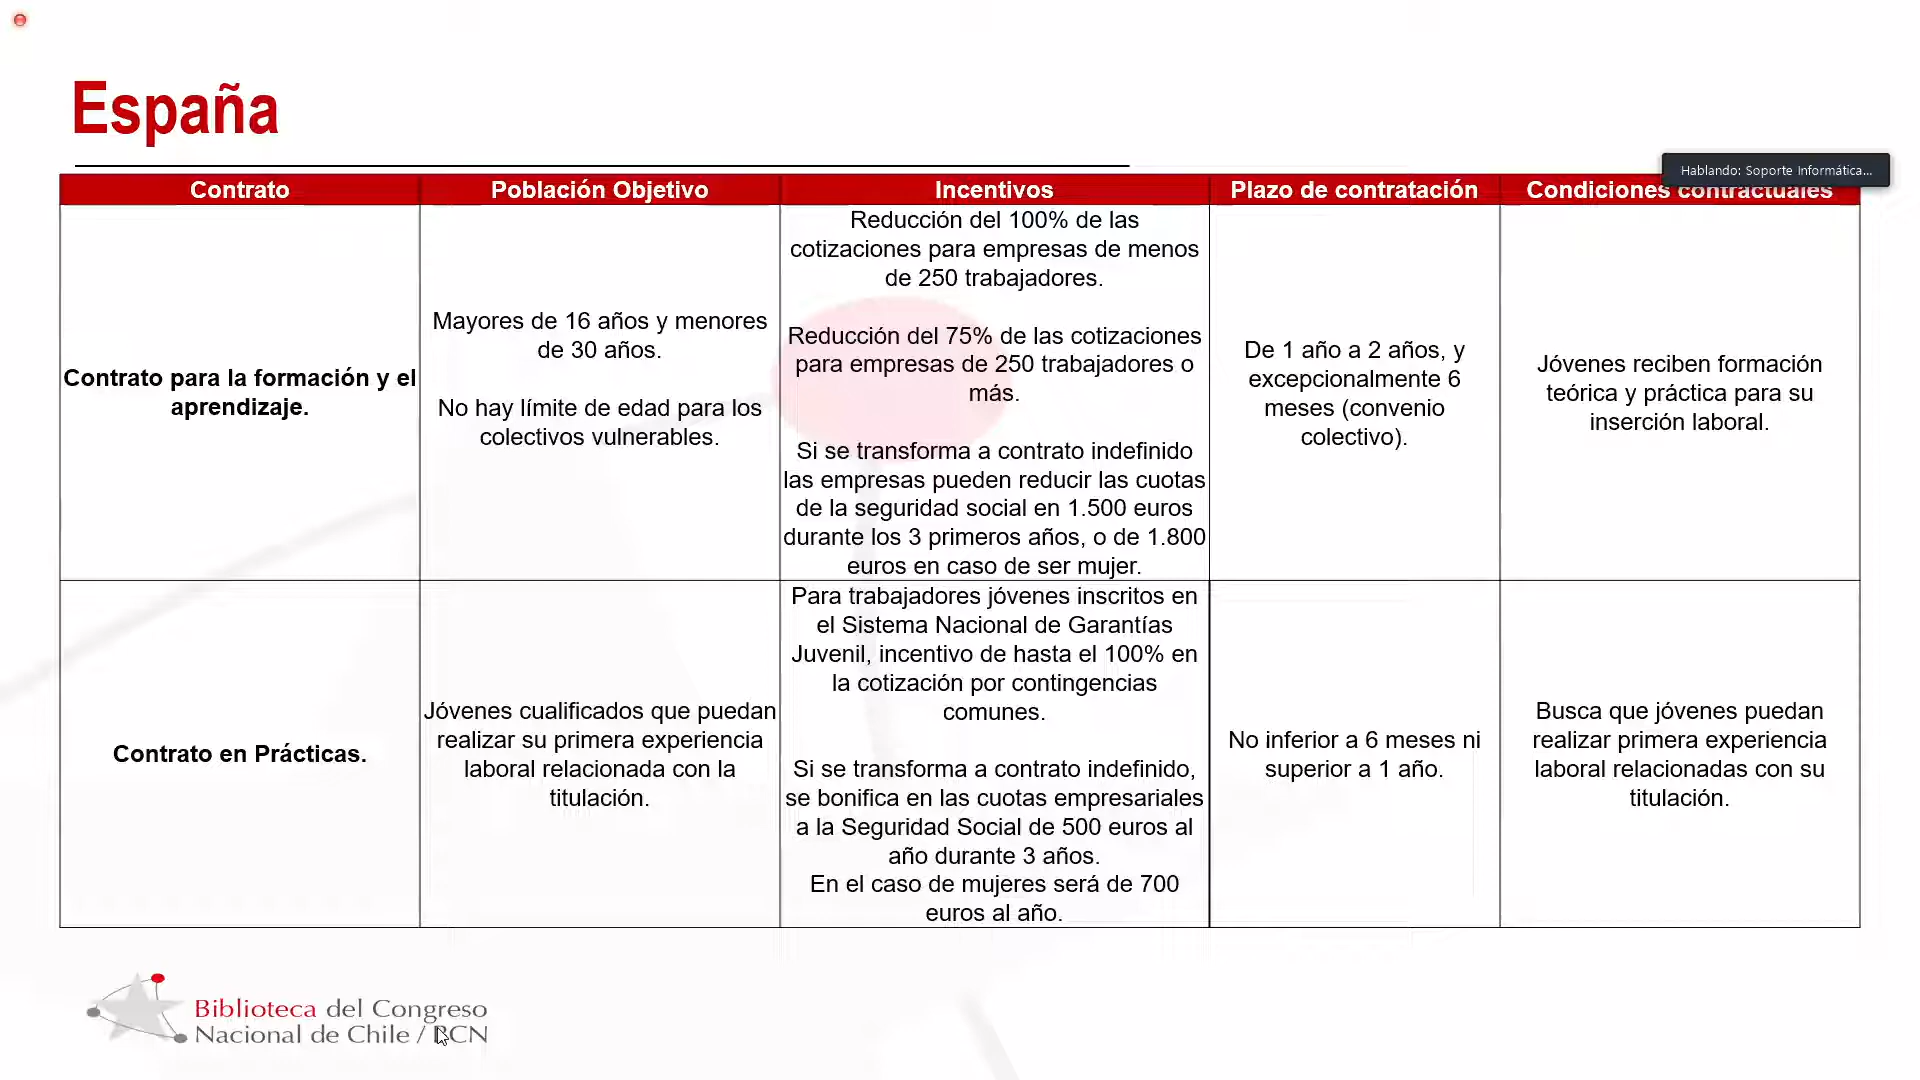 España
Hablando: Soporte Informática...
Contrato
Población Objetivo
Incentivos
Plazo de contratación
Condiciones contractuales
Contrato para la formación y el
aprendizaje.
Mayores de 16 años y menores
de 30 años.
No hay límite de edad para los
colectivos vulnerables.
Reducción del 100% de las
cotizaciones para empresas de menos
de 250 trabajadores.
Reducción del 75% de las cotizaciones
para empresas de 250 trabajadores o
más.
Si se transforma a contrato indefinido
las empresas pueden reducir las cuotas
de la seguridad social en 1.500 euros
durante los 3 primeros años, o de 1.800
euros en caso de ser mujer.
De 1 año a 2 años, y
excepcionalmente 6
meses (convenio
colectivo).
Jóvenes reciben formación
teórica y práctica para su
inserción laboral.
Contrato en Prácticas.
Jóvenes cualificados que puedan
realizar su primera experiencia
laboral relacionada con la
titulación.
Para trabajadores jóvenes inscritos en
el Sistema Nacional de Garantías
Juvenil, incentivo de hasta el 100% en
la cotización por contingencias
comunes.
Si se transforma a contrato indefinido,
se bonifica en las cuotas empresariales
a la Seguridad Social de 500 euros al
año durante 3 años.
En el caso de mujeres será de 700
euros al año.
No inferior a 6 meses ni
superior a 1 año.
Busca que jóvenes puedan
realizar primera experiencia
laboral relacionadas con su
titulación.
Biblioteca del Congreso
Nacional de Chile / BCN